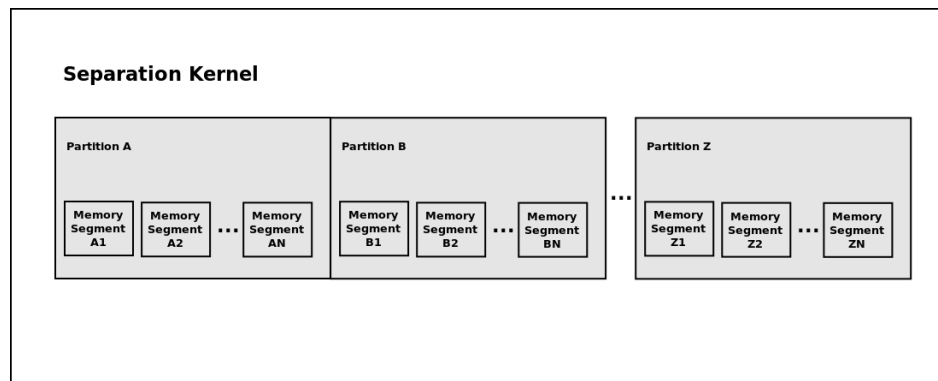 Separation Kernel
Partition A
Memory
Segment
A1
Memory
Segment
A2
...
Memory
Segment
AN
Partition B
Memory
Segment
B1
Memory
Segment
B2
...
Memory
Segment
BN
...
Partition Z
Memory
Segment
Z1
Memory
Segment
Z2
...
Memory
Segment
ZN